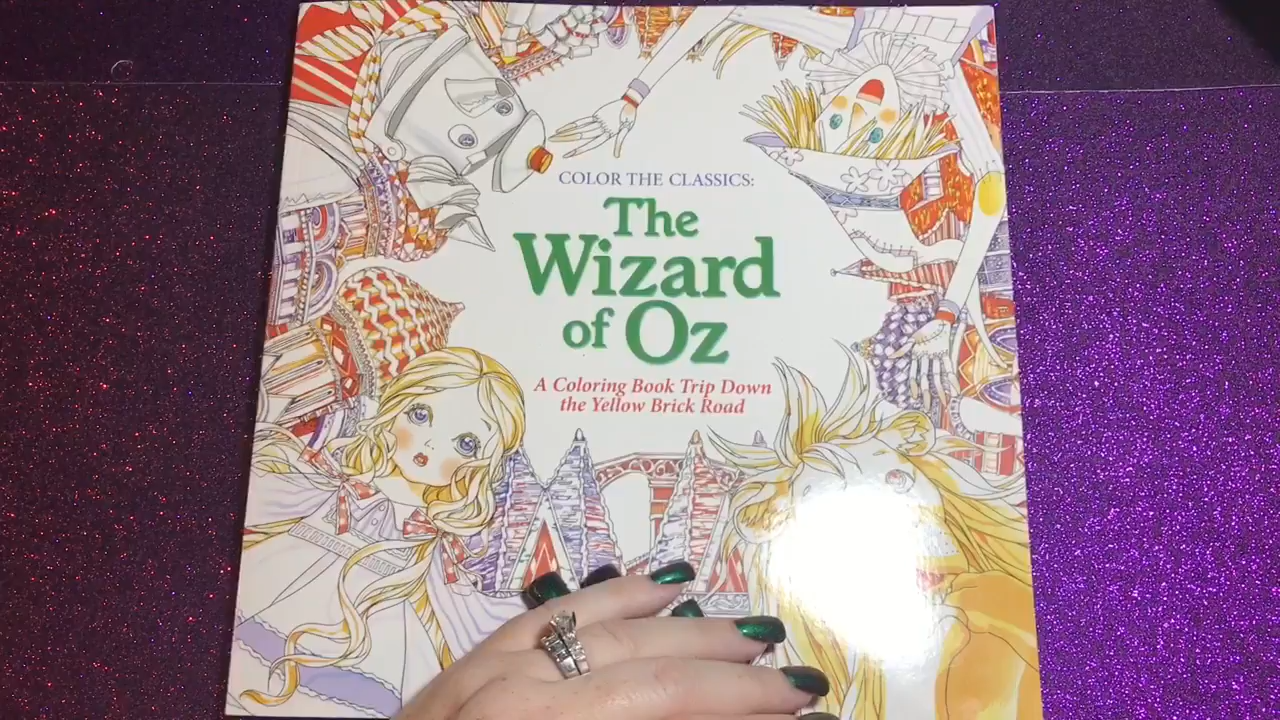 COLOR THE CLASSICS:
The
Wizard
of Oz
A Coloring Book Trip Down
the Yellow Brick Road